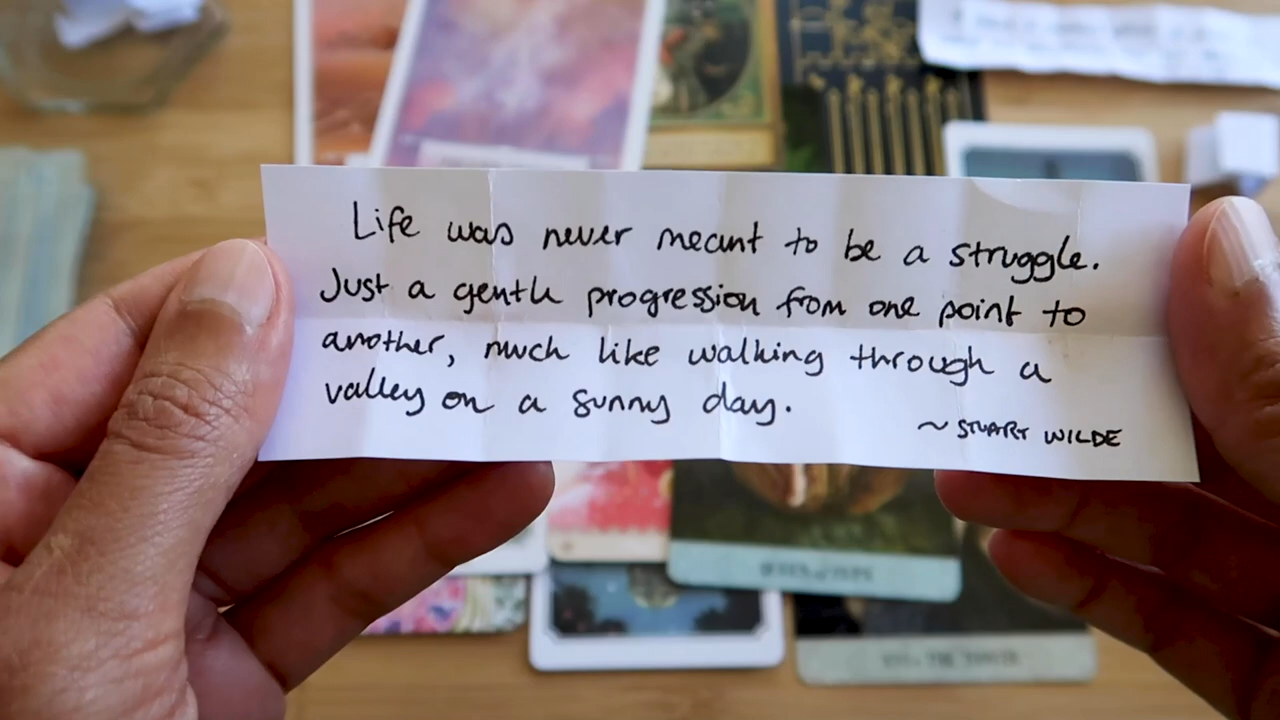 Life was never meant to be a struggle.
Just a gentle progression from one point to
another, much like walking through a
valley on a sunny day.
~ STUART WILDE